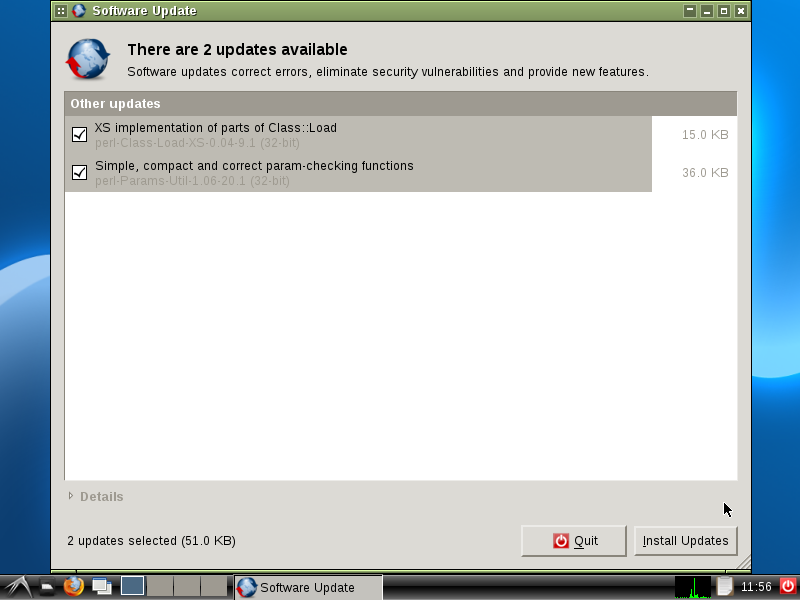 Software Update
There are 2 updates available
Software updates correct errors, eliminate security vulnerabilities and provide new features.
Other updates
XS implementation of parts of Class::Load
perl-Class-Load-XS-0.04-9.1 (32-bit)
15.0 KB
Simple, compact and correct param-checking functions
perl-Params-Util-1.06-20.1 (32-bit)
36.0 KB
Details
2 updates selected (51.0 KB)
Quit
Install Updates
Software Update
11:56